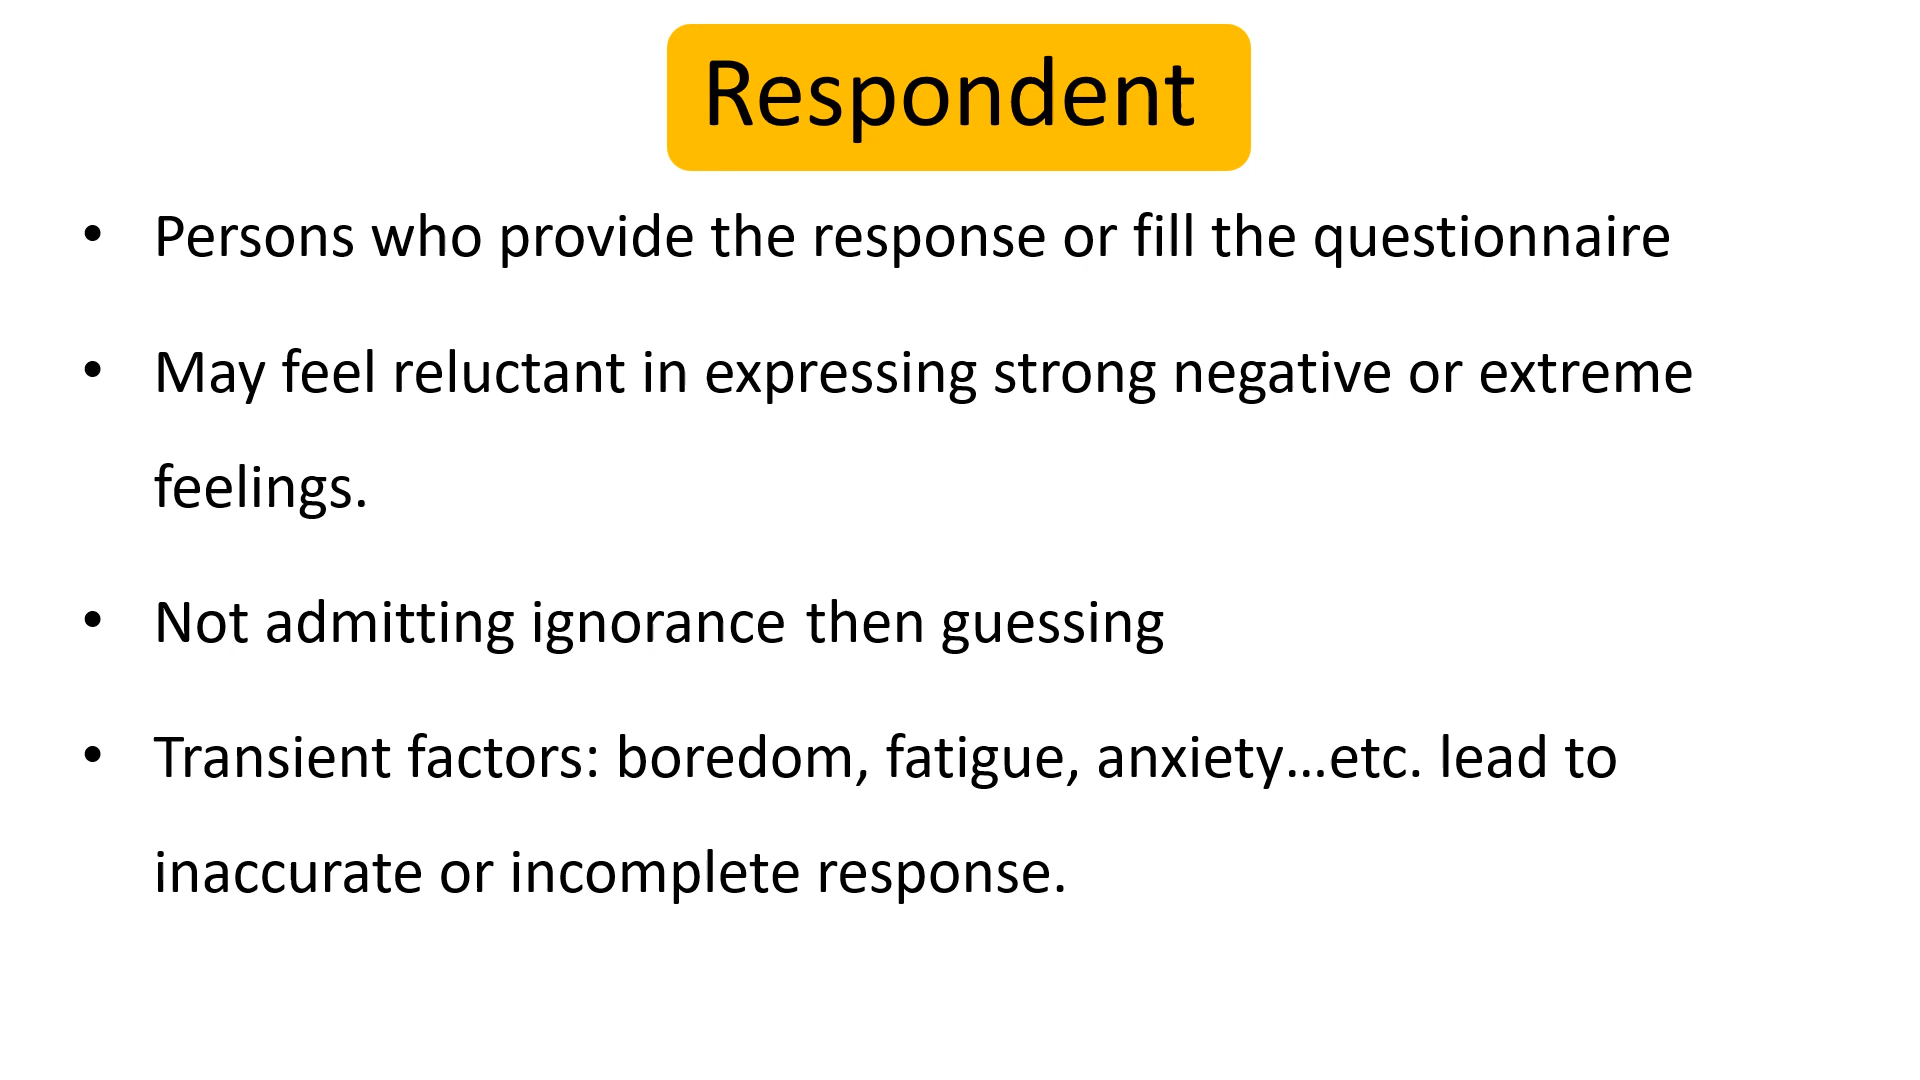 Respondent
• Persons who provide the response or fill the questionnaire
• May feel reluctant in expressing strong negative or extreme
feelings.
• Not admitting ignorance then guessing
• Transient factors: boredom, fatigue, anxiety…etc. lead to
inaccurate or incomplete response.